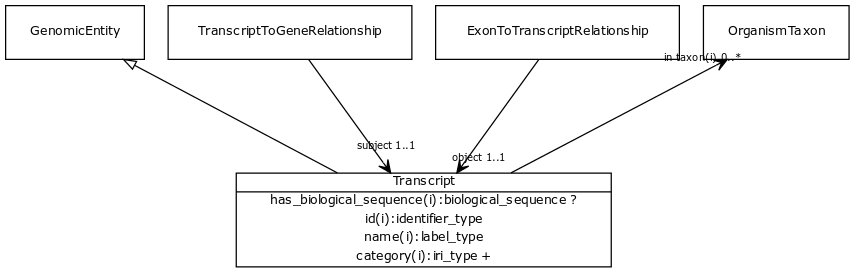 GenomicEntity
TranscriptToGeneRelationship
ExonToTranscriptRelationship
OrganismTaxon
in taxon(i) 0..*
subject 1..1
object 1..1
Transcript
has_biological_sequence(i):biological_sequence ?
id(i):identifier_type
name(i):label_type
category(i):iri_type +